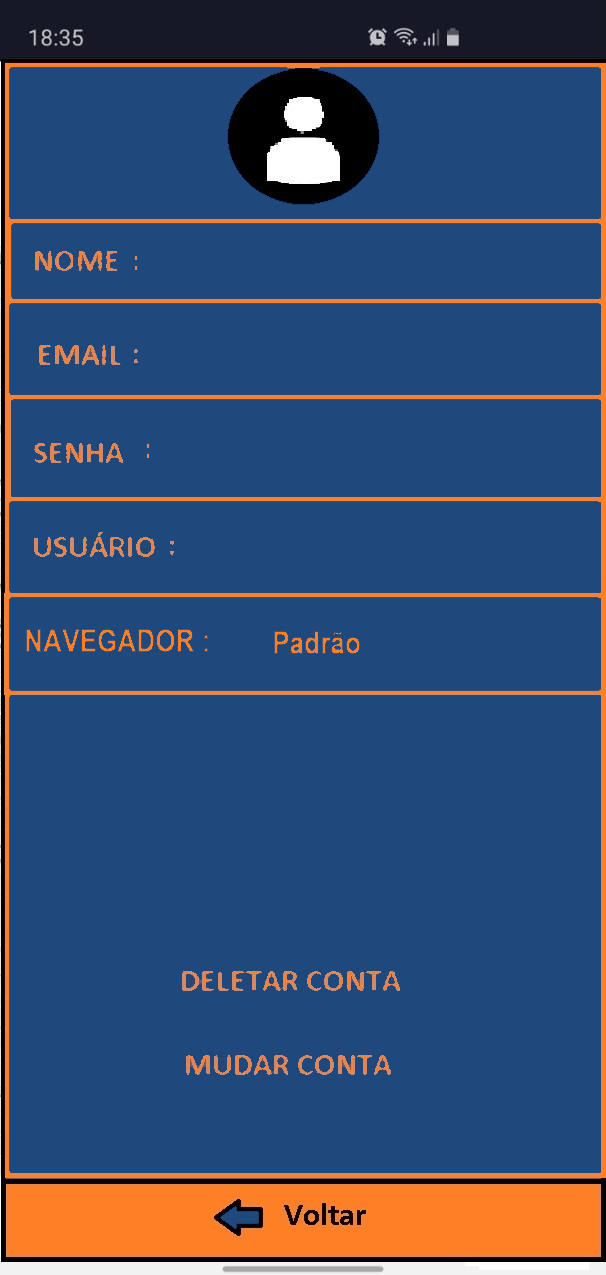 18:35
NOME :
EMAIL :
SENHA :
USUÁRIO :
NAVEGADOR : Padrão
DELETAR CONTA
MUDAR CONTA
Voltar